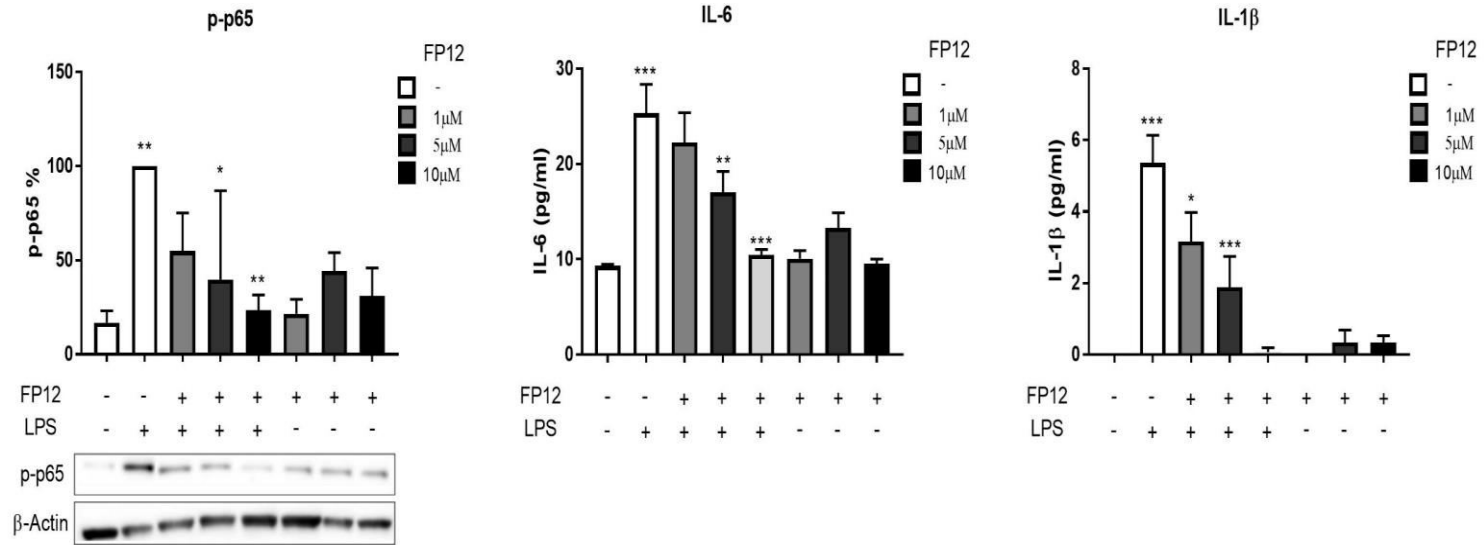 p-p65
FP12
-
1µM
5µM
10µM
p-p65 %
150
100
50
0
**
*
**
FP12 - - + + + + + +
LPS - + + + + - - -
p-p65
β-Actin
IL-6
FP12
-
1µM
5µM
10µM
IL-6 (pg/ml)
30
20
10
0
***
**
***
FP12 - - + + + + + +
LPS - + + + + - - -
IL-1β
FP12
-
1µM
5µM
10µM
IL-1β (pg/ml)
8
6
4
2
0
***
*
***
FP12 - - + + + + + +
LPS - + + + + - - -